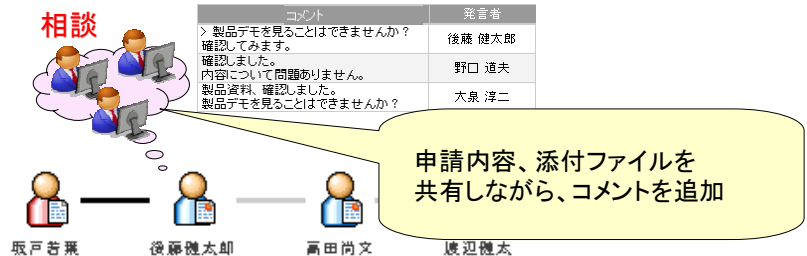 相談
コメント 発言者
> 製品デモを見ることはできませんか？
確認してみます。
後藤 健太郎
確認しました。
内容について問題ありません。
野口 道夫
製品資料、確認しました。
製品デモを見ることはできませんか？
大泉 淳二
申請内容、添付ファイルを
共有しながら、コメントを追加
坂戸若葉 後藤健太郎 高田尚文 渡辺健太